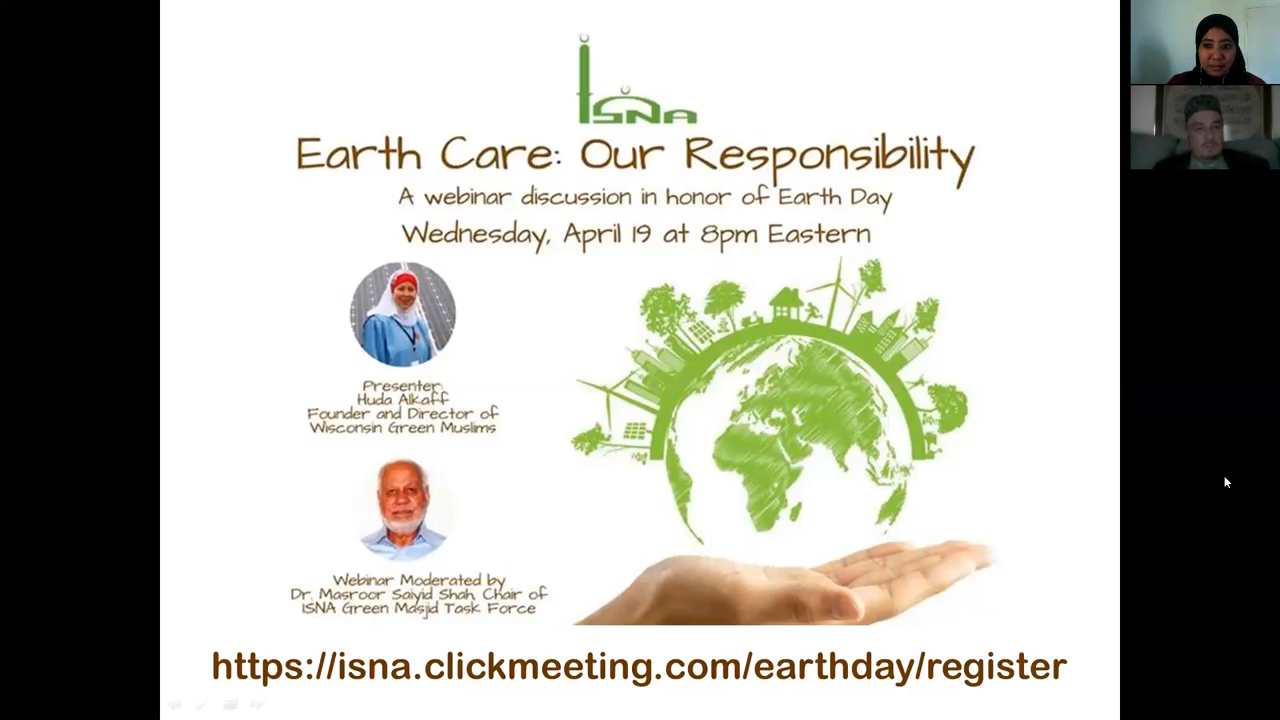 ISNA
Earth Care: Our Responsibility
A webinar discussion in honor of Earth Day
Wednesday, April 19 at 8pm Eastern
Presenter:
Huda Alkaff
Founder and Director of
Wisconsin Green Muslims
Webinar Moderated by
Dr. Masroor Saiyid Shah, Chair of
ISNA Green Masjid Task Force
https://isna.clickmeeting.com/earthday/register